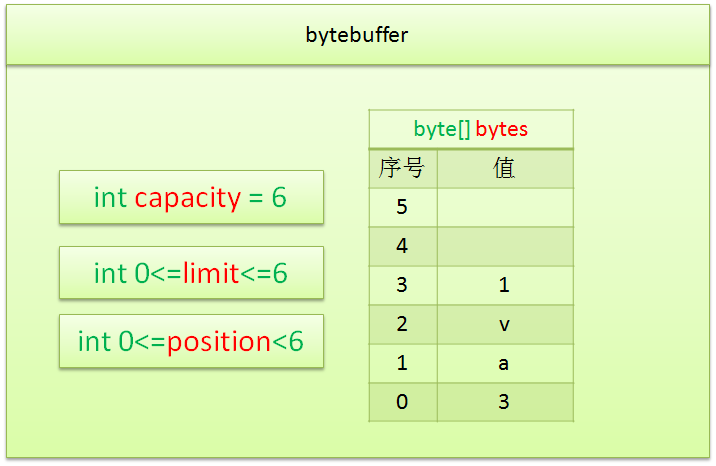 bytebuffer
int capacity = 6
int 0<=limit<=6
int 0<=position<6
byte[] bytes
序号 值
5
4
3 1
2 v
1 a
0 3